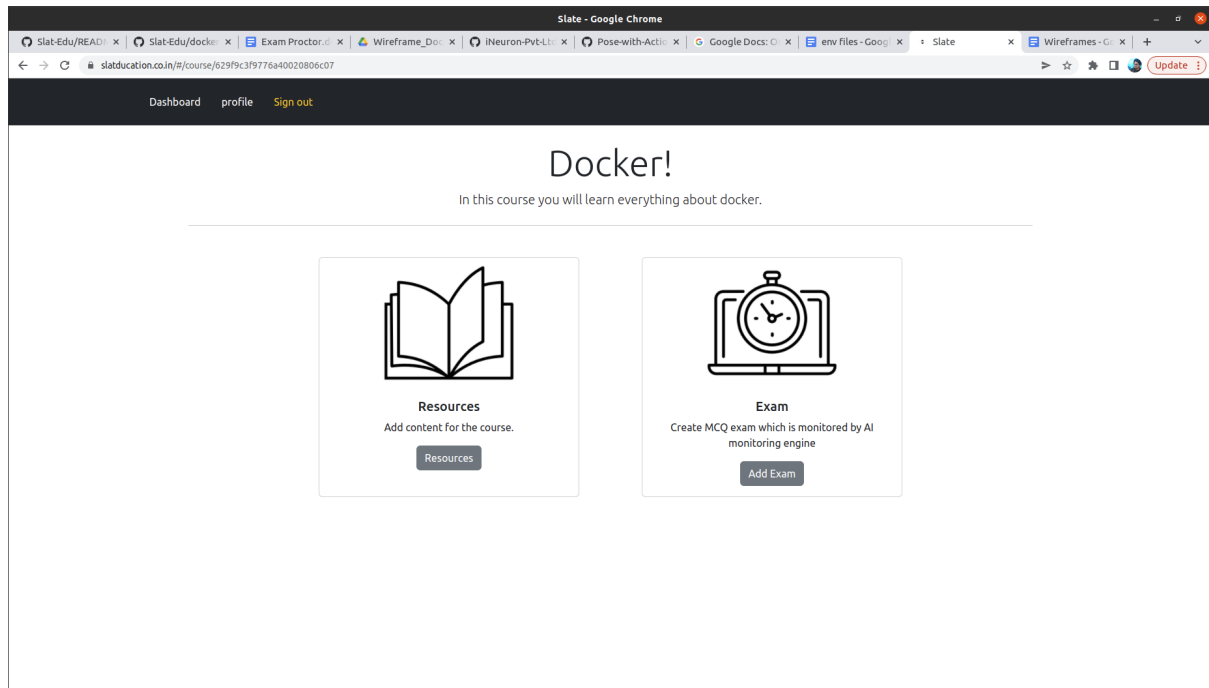 Slate - Google Chrome
Slat-Edu/READ
Slat-Edu/docke
Exam Proctor.d
Wireframe_Doc
iNeuron-Pvt-Ltd
Pose-with-Actio
Google Docs: O
env files - Googl
Slate
Wireframes - Go
slatducation.co.in/#/course/629f9c3f9776a40020806c07
Update
Dashboard profile Sign out
Docker!
In this course you will learn everything about docker.
Resources
Add content for the course.
Resources
Exam
Create MCQ exam which is monitored by AI
monitoring engine
Add Exam